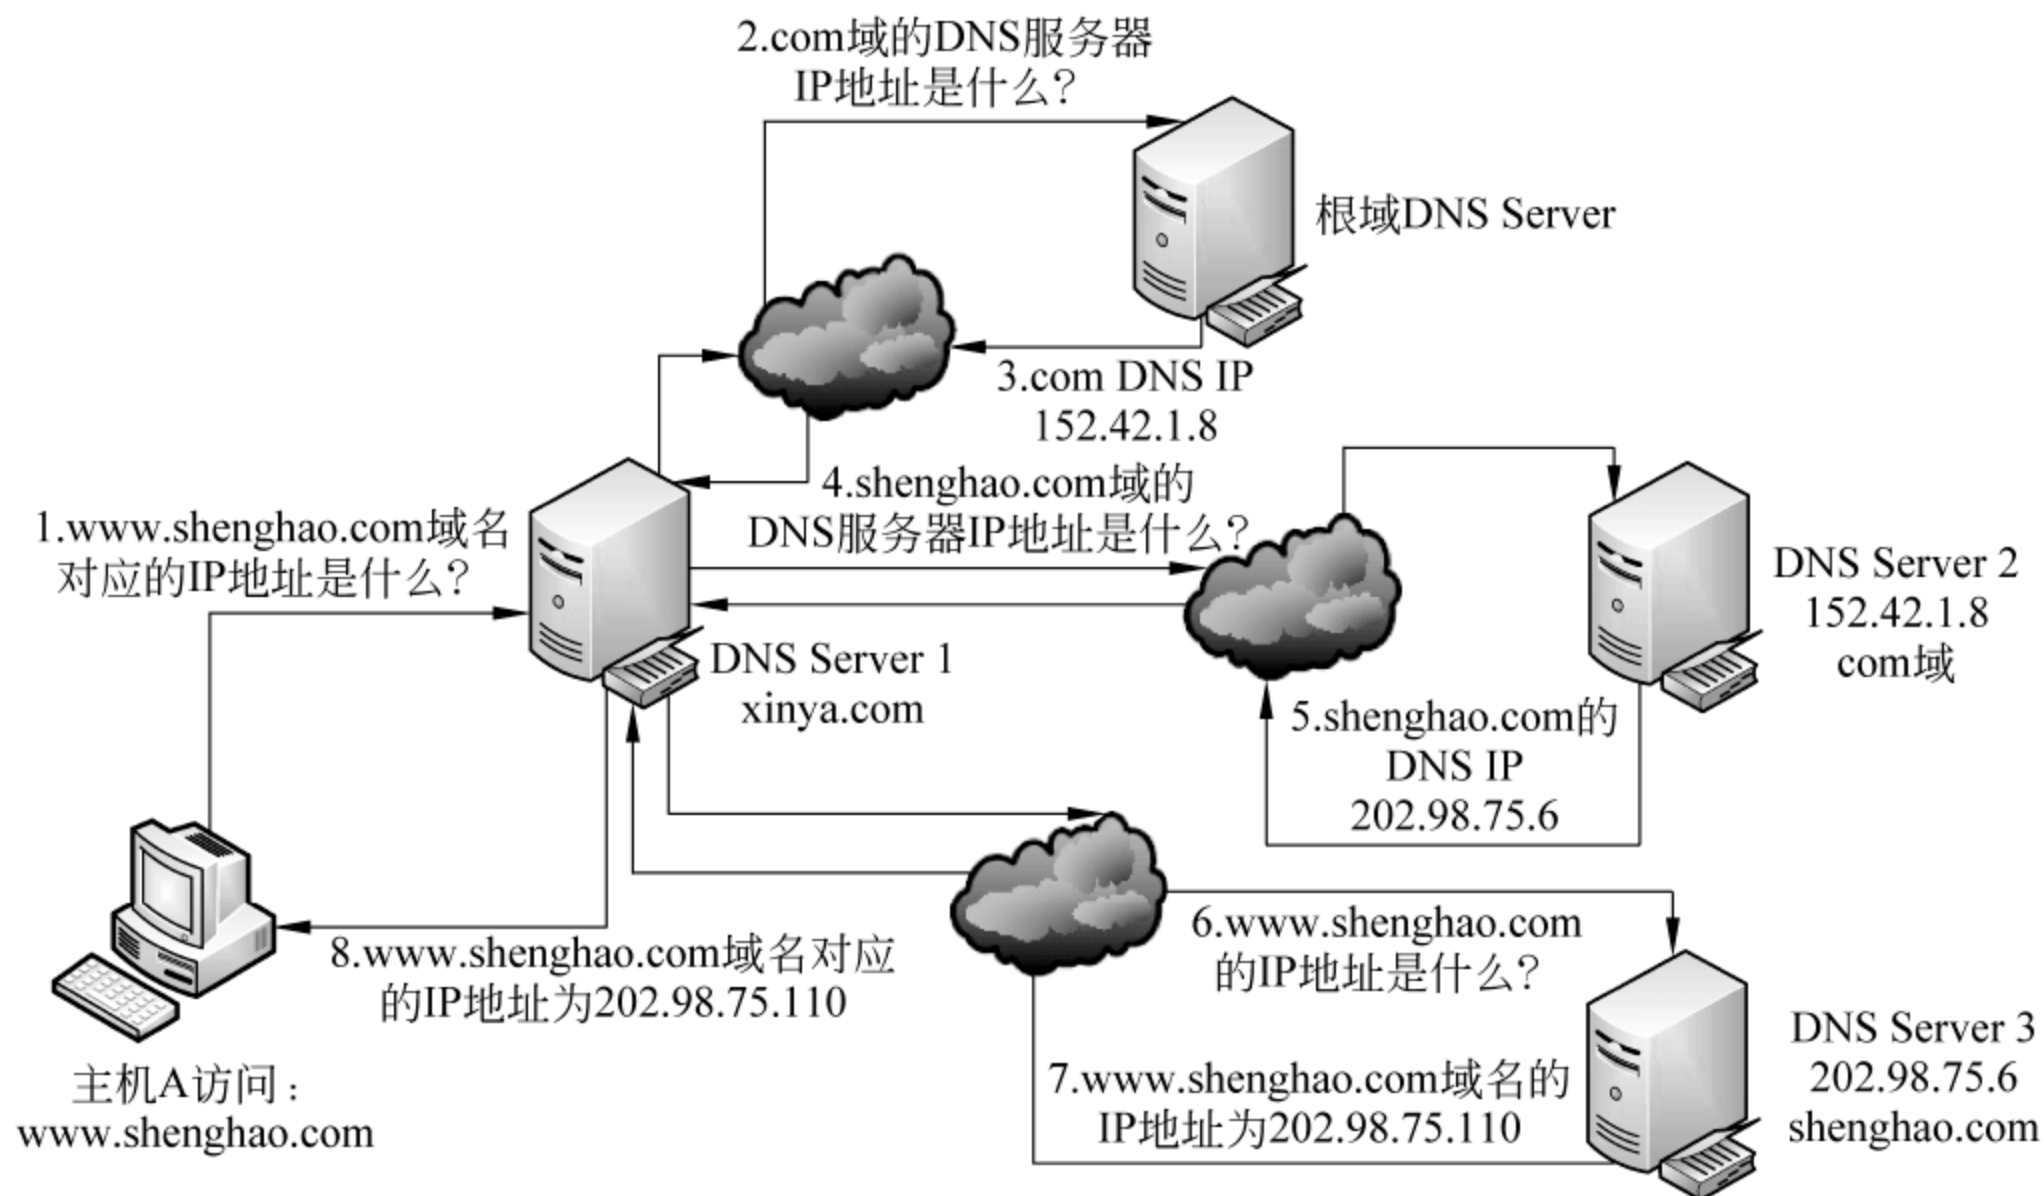 2.com域的DNS服务器
IP地址是什么?
根域DNS Server
3.com DNS IP
152.42.1.8
4.shenghao.com域的
DNS服务器IP地址是什么?
1.www.shenghao.com域名
对应的IP地址是什么?
DNS Server 2
152.42.1.8
com域
DNS Server 1
xinya.com
5.shenghao.com的
DNS IP
202.98.75.6
6.www.shenghao.com
的IP地址是什么?
8.www.shenghao.com域名对应
的IP地址为202.98.75.110
DNS Server 3
202.98.75.6
shenghao.com
7.www.shenghao.com域名的
IP地址为202.98.75.110
主机A访问:
www.shenghao.com